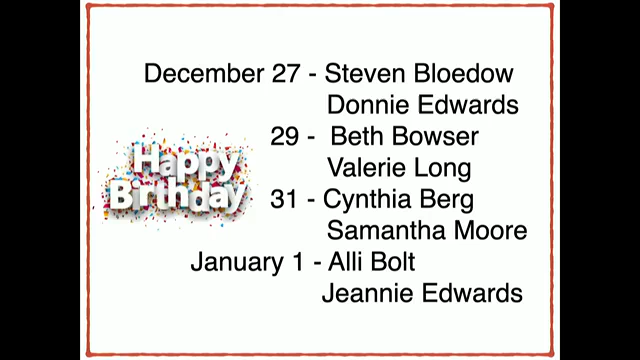 December 27 - Steven Bloedow
Donnie Edwards
29 - Beth Bowser
Valerie Long
31 - Cynthia Berg
Samantha Moore
January 1 - Alli Bolt
Jeannie Edwards
Happy
Birthday